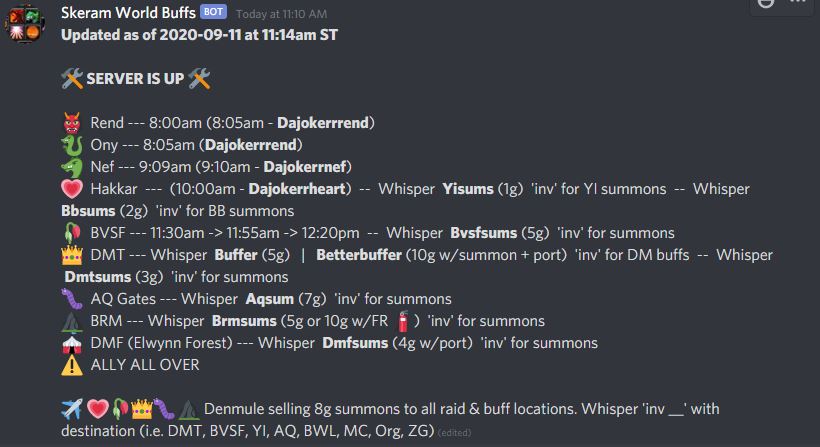 Skeram World Buffs BOT Today at 11:10 AM
Updated as of 2020-09-11 at 11:14am ST
SERVER IS UP
Rend --- 8:00am (8:05am - Dajokerrrend)
Ony --- 8:05am (Dajokerrrend)
Nef --- 9:09am (9:10am - Dajokerrnef)
Hakkar --- (10:00am - Dajokerrheart) -- Whisper Yisums (1g) 'inv' for YI summons -- Whisper
Bbsums (2g) 'inv' for BB summons
BVSF --- 11:30am -> 11:55am -> 12:20pm -- Whisper Bvsfsums (5g) 'inv' for summons
DMT --- Whisper Buffer (5g) | Betterbuffer (10g w/summon + port) 'inv' for DM buffs -- Whisper
Dmtsums (3g) 'inv' for summons
AQ Gates --- Whisper Aqsum (7g) 'inv' for summons
BRM --- Whisper Brmsums (5g or 10g w/FR ) 'inv' for summons
DMF (Elwynn Forest) --- Whisper Dmfsums (4g w/port) 'inv' for summons
ALLY ALL OVER
Denmule selling 8g summons to all raid & buff locations. Whisper 'inv __' with
destination (i.e. DMT, BVSF, YI, AQ, BWL, MC, Org, ZG) (edited)